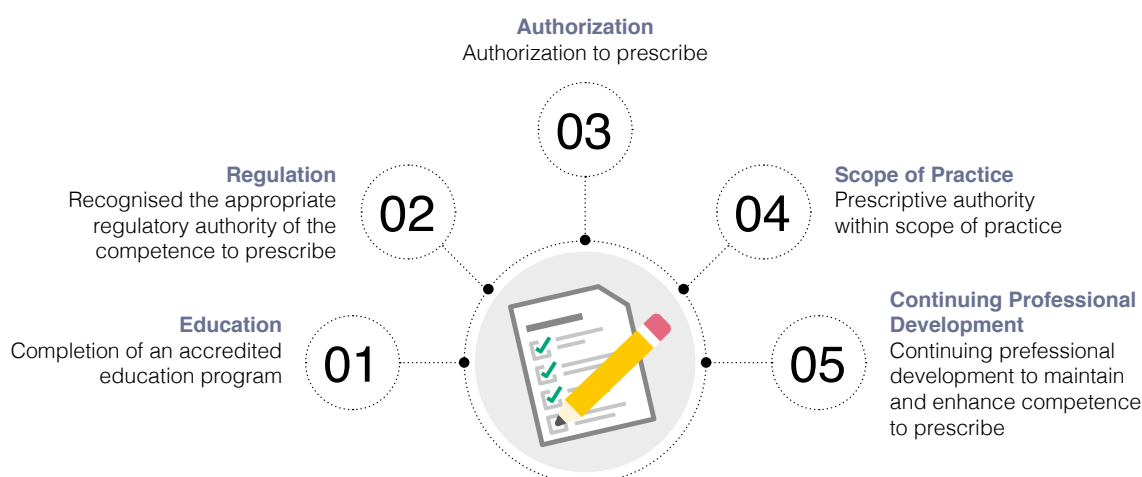 Authorization
Authorization to prescribe
03
Regulation
Recognised the appropriate
regulatory authority of the
competence to prescribe
02
04
Scope of Practice
Prescriptive authority
within scope of practice
Education
Completion of an accredited
education program
01
05
Continuing Professional
Development
Continuing prefessional
development to maintain
and enhance competence
to prescribe